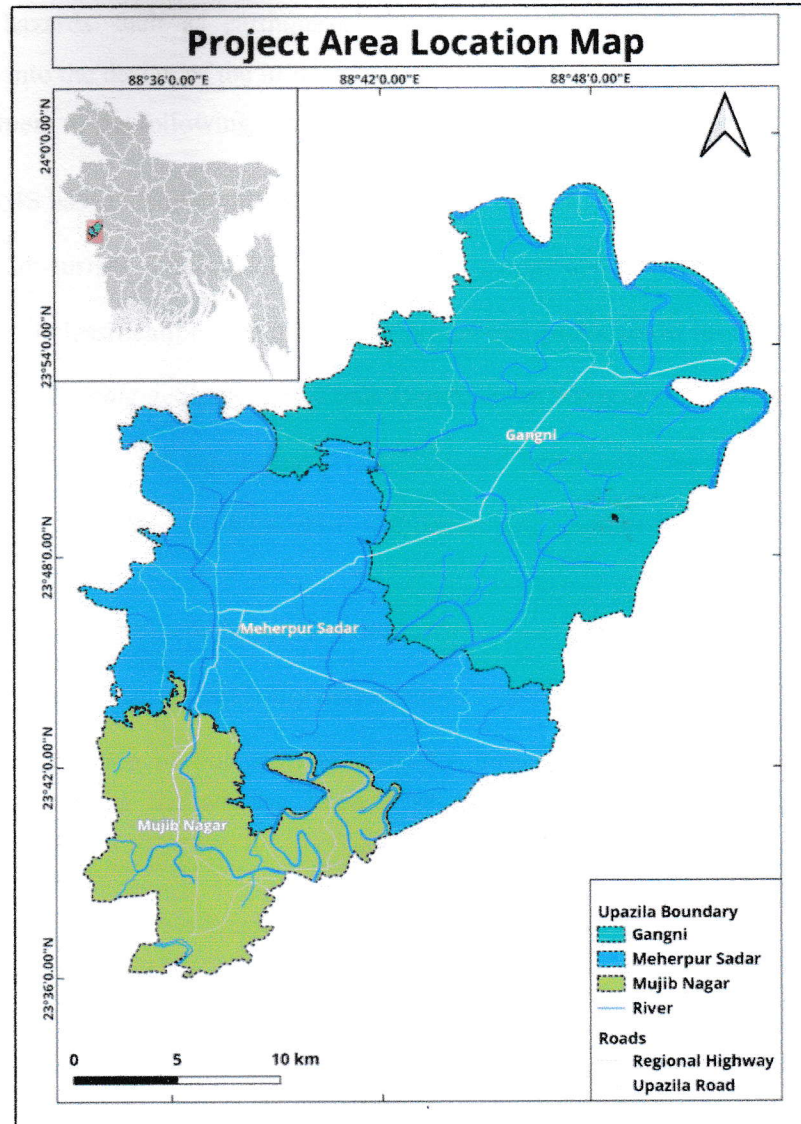 Project Area Location Map
88°36'0.00"E
88°42'0.00"E
88°48'0.00"E
24°0'0.00"N
23°54'0.00"N
23°48'0.00"N
23°42'0.00"N
23°36'0.00"N
Gangni
Meherpur Sadar
Mujib Nagar
Upazila Boundary
Gangni
Meherpur Sadar
Mujib Nagar
River
Roads
Regional Highway
Upazila Road
0 5 10 km